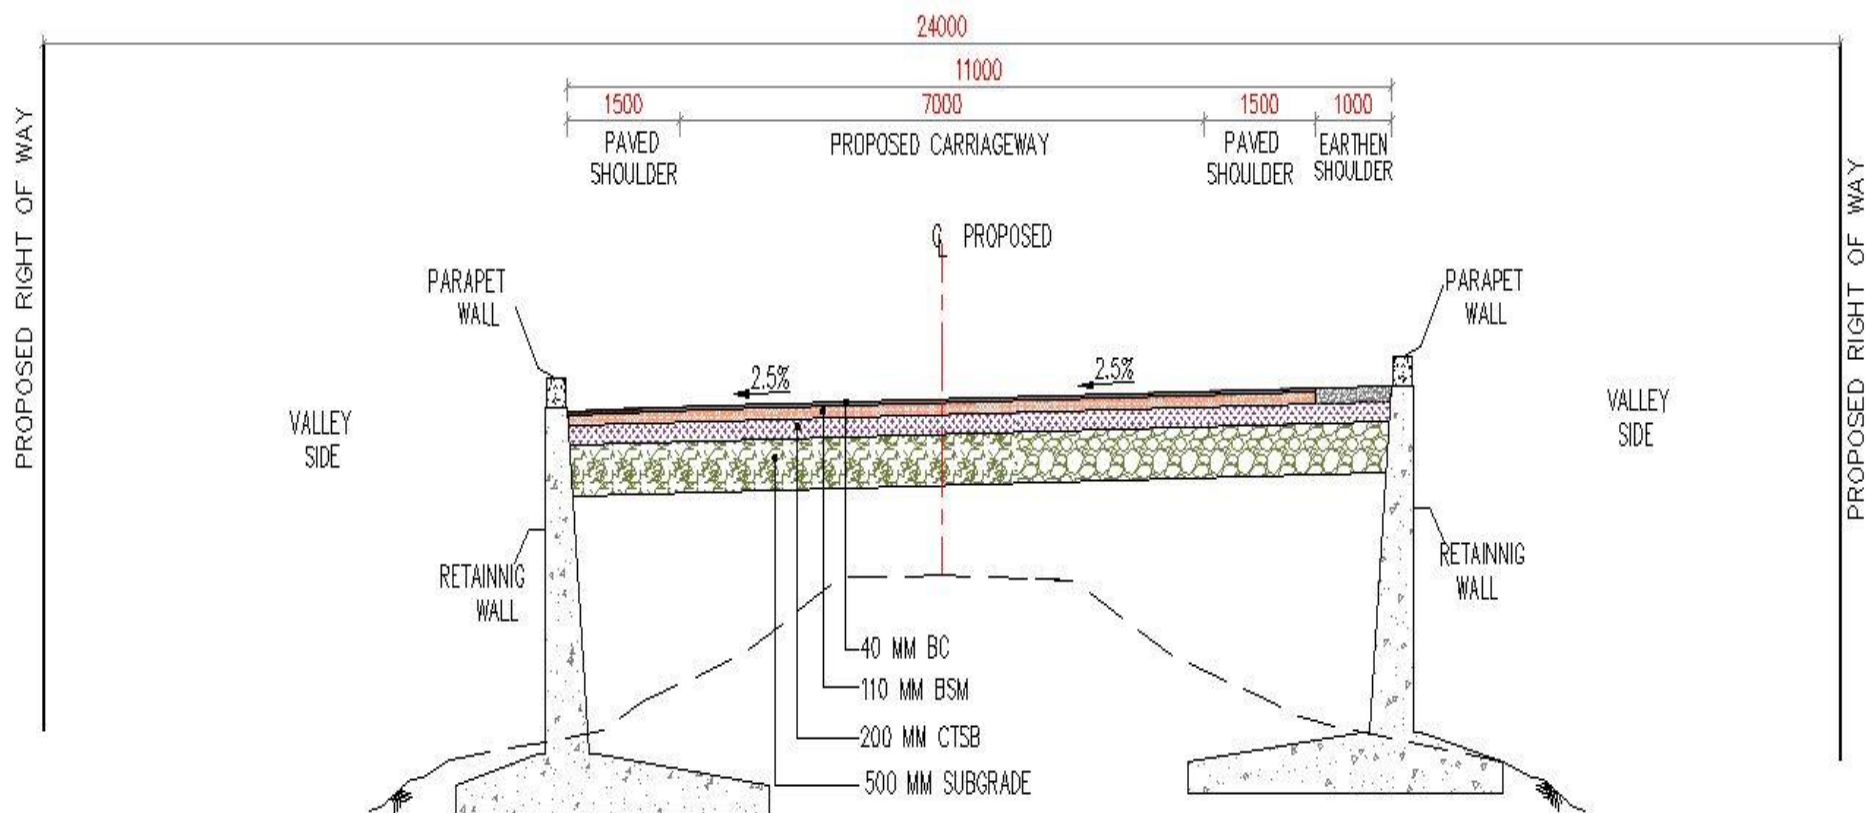 24000
11000
1500
7000
1500
1000
PAVED
SHOULDER
PROPOSED CARRIAGEWAY
PAVED
SHOULDER
EARTHEN
SHOULDER
PROPOSED RIGHT OF WAY
PROPOSED RIGHT OF WAY
℄ PROPOSED
PARAPET
WALL
PARAPET
WALL
2.5%
2.5%
VALLEY
SIDE
VALLEY
SIDE
RETAINNIG
WALL
RETAINNIG
WALL
40 MM BC
110 MM BSM
200 MM CTSB
500 MM SUBGRADE